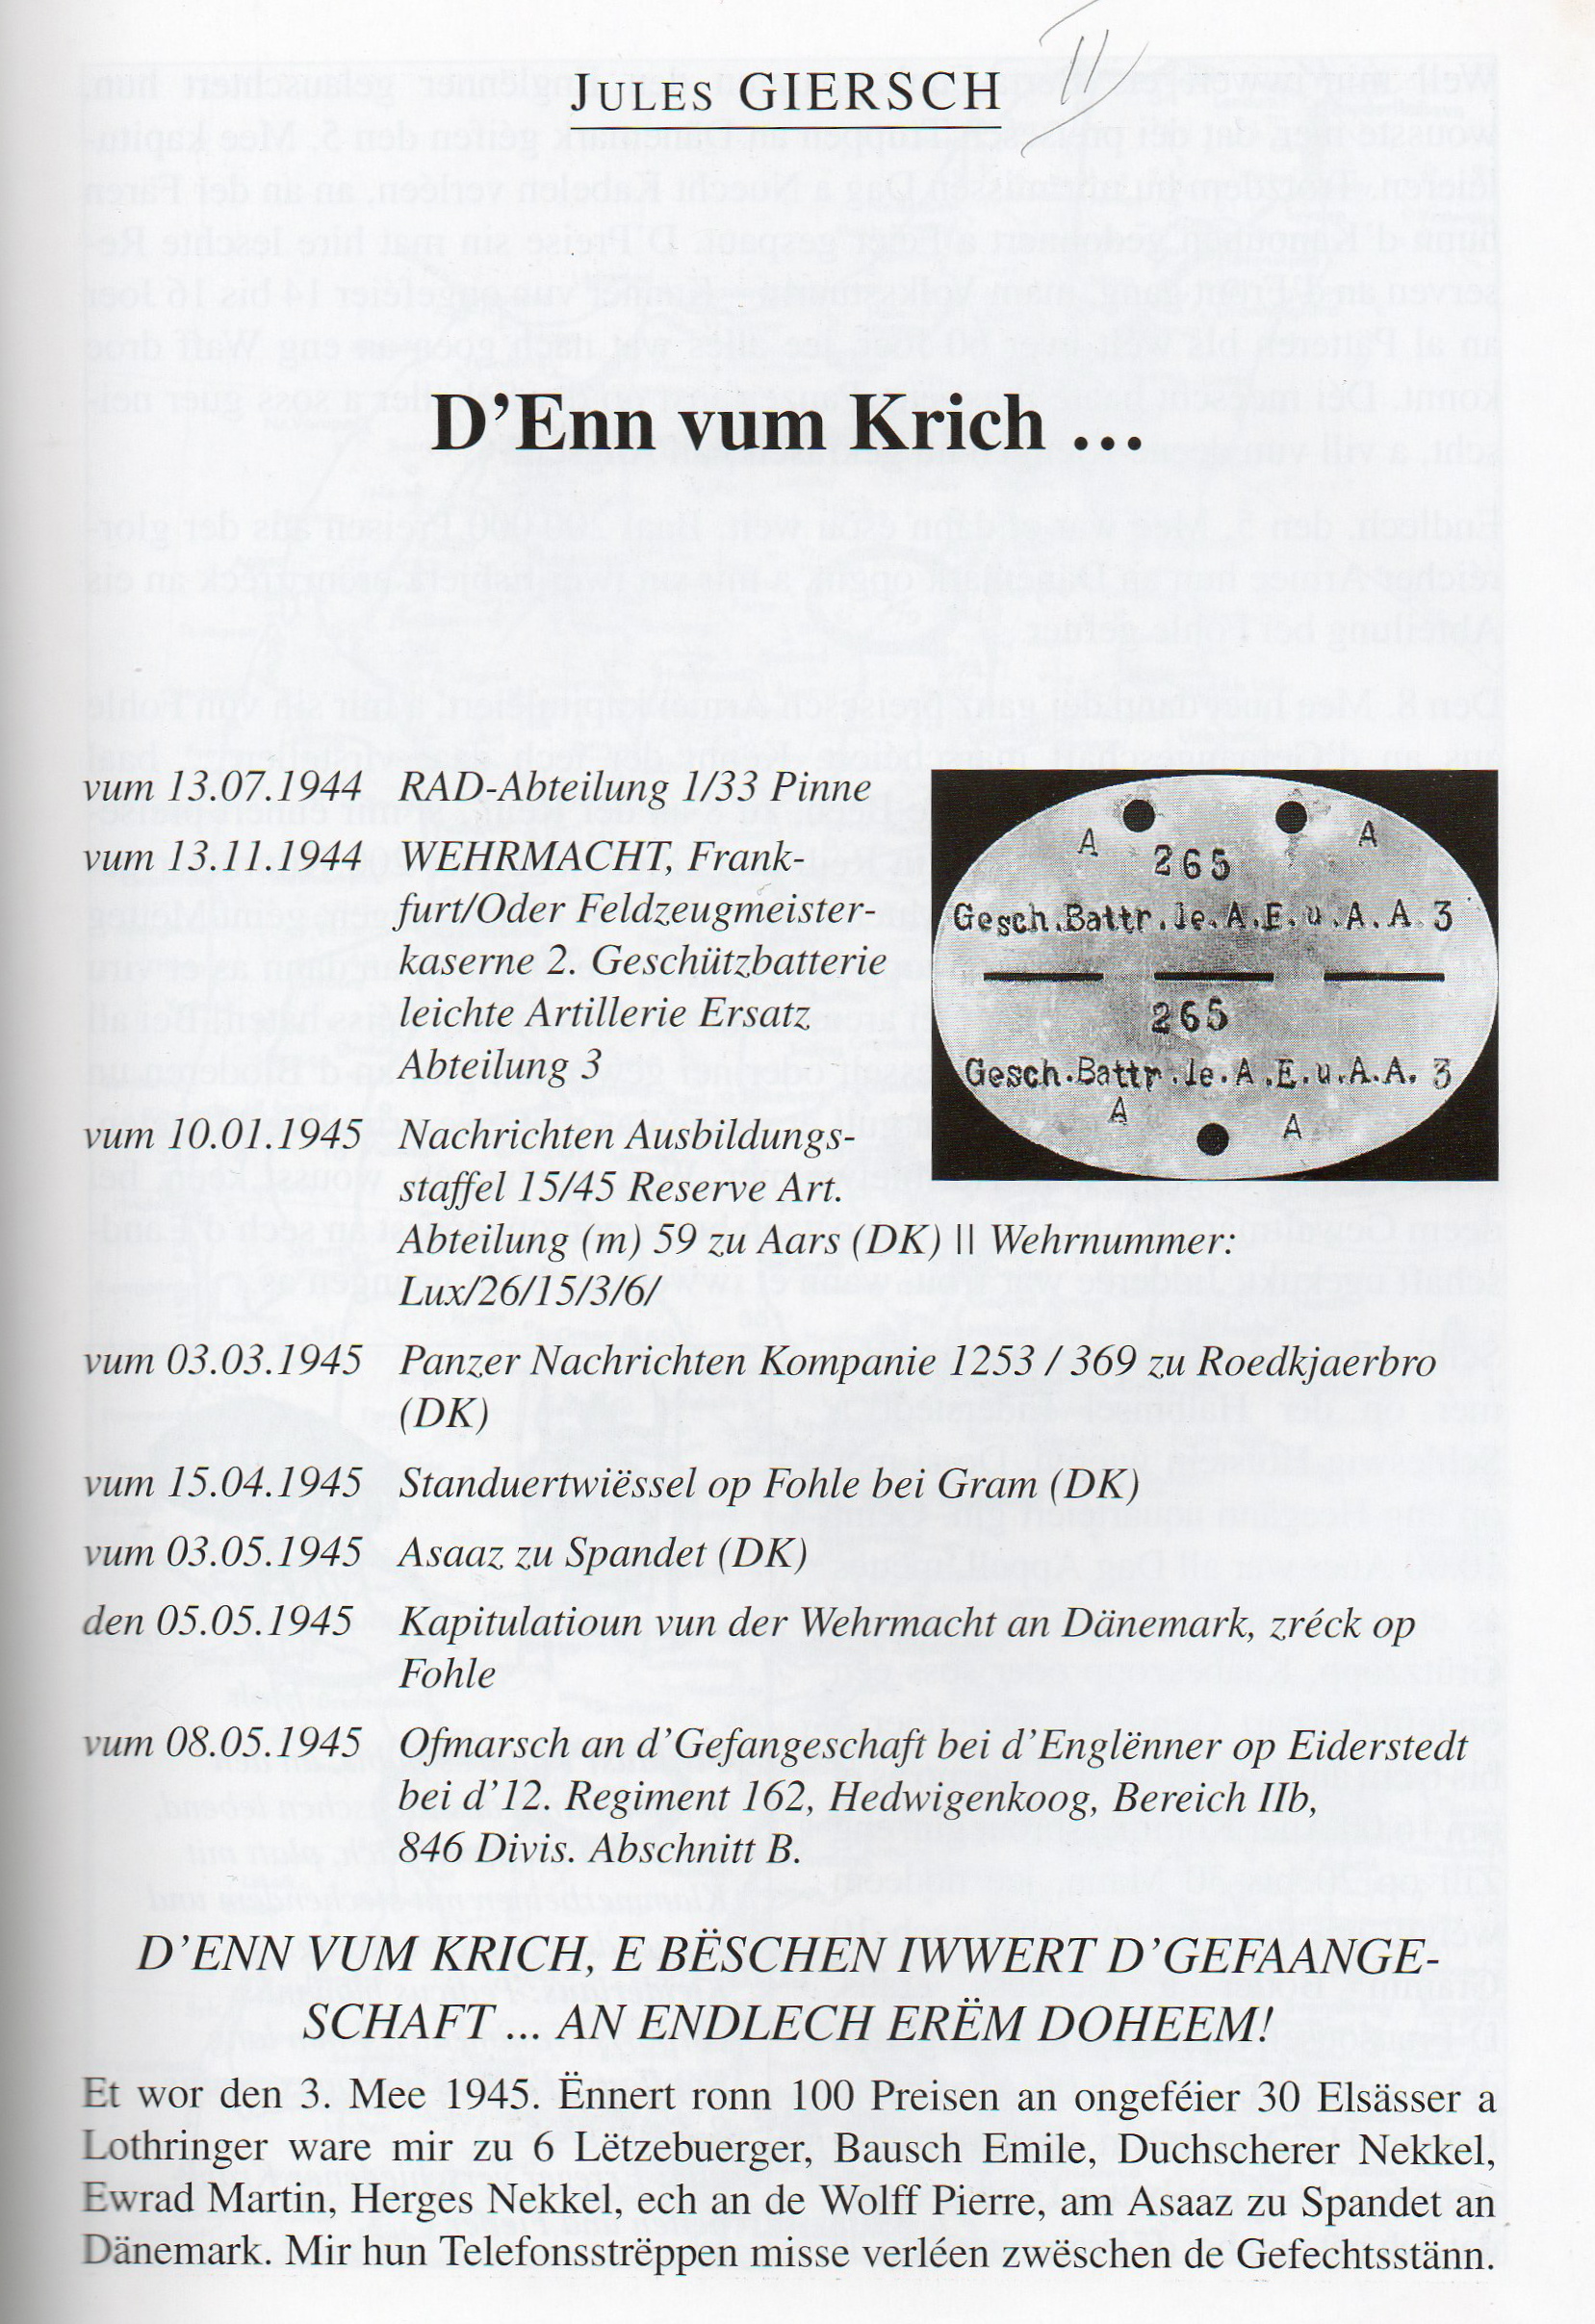 JULES GIERSCH
II
D’Enn vum Krich …
vum 13.07.1944 RAD-Abteilung 1/33 Pinne
vum 13.11.1944 WEHRMACHT, Frank-
furt/Oder Feldzeugmeister-
kaserne 2. Geschützbatterie
leichte Artillerie Ersatz
Abteilung 3
A A
265
Gesch.Battr.le.A.E.u.A.A.3
265
Gesch.Battr.le.A.E.u.A.A.3
A A
vum 10.01.1945 Nachrichten Ausbildungs-
staffel 15/45 Reserve Art.
Abteilung (m) 59 zu Aars (DK) || Wehrnummer:
Lux/26/15/3/6/
vum 03.03.1945 Panzer Nachrichten Kompanie 1253 / 369 zu Roedkjaerbro
(DK)
vum 15.04.1945 Standuertwiëssel op Fohle bei Gram (DK)
vum 03.05.1945 Asaaz zu Spandet (DK)
den 05.05.1945 Kapitulatioun vun der Wehrmacht an Dänemark, zréck op
Fohle
vum 08.05.1945 Ofmarsch an d’Gefangeschaft bei d’Englënner op Eiderstedt
bei d’12. Regiment 162, Hedwigenkoog, Bereich IIb,
846 Divis. Abschnitt B.
D’ENN VUM KRICH, E BËSCHEN IWWERT D’GEFAANGE-
SCHAFT ... AN ENDLECH ERËM DOHEEM!
Et wor den 3. Mee 1945. Ënnert ronn 100 Preisen an ongeféier 30 Elsässer a
Lothringer ware mir zu 6 Lëtzebuerger, Bausch Emile, Duchscherer Nekkel,
Ewrad Martin, Herges Nekkel, ech an de Wolff Pierre, am Asaaz zu Spandet an
Dänemark. Mir hun Telefonsstrëppen misse verléen zwëschen de Gefechtsstänn.